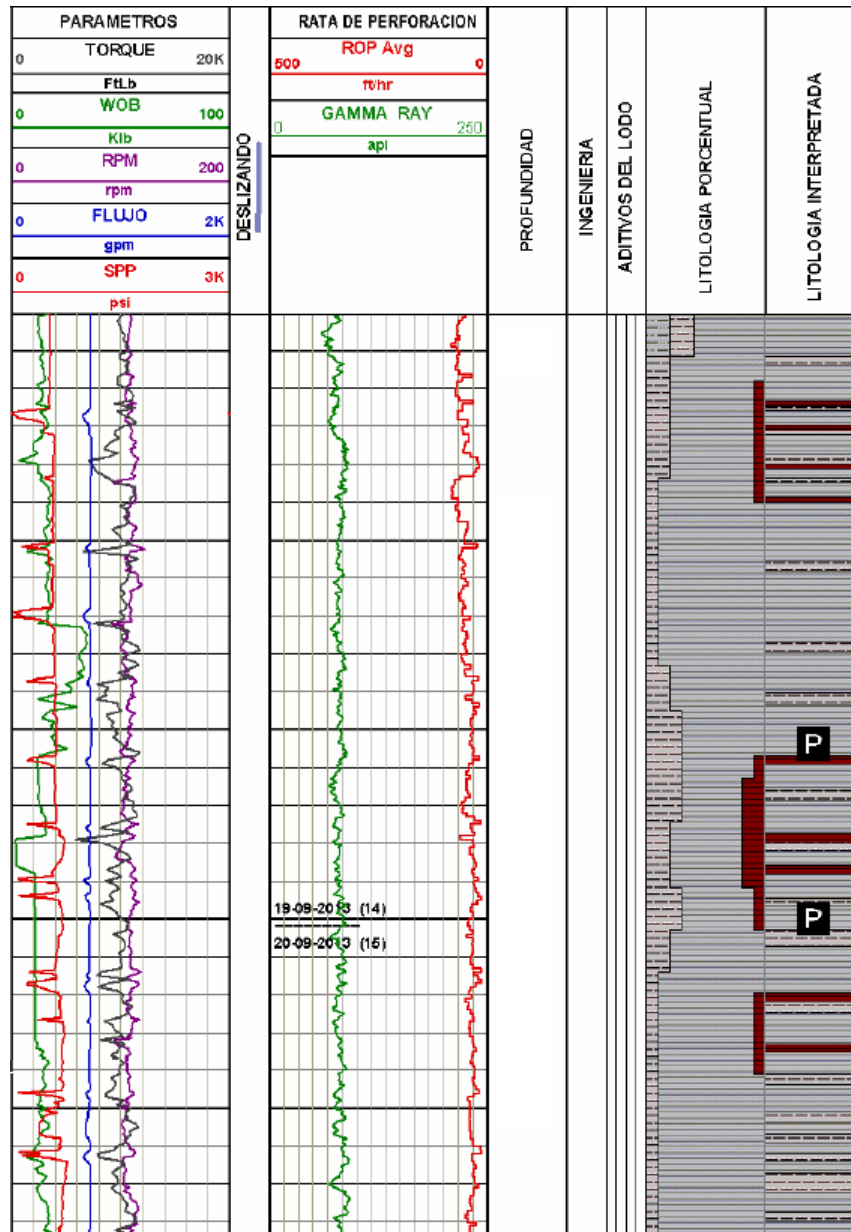 PARAMETROS
TORQUE
0 20K
FtLb
WOB
0 100
Klb
RPM
0 200
rpm
FLUJO
0 2K
gpm
SPP
0 3K
psi
DESLIZANDO
RATA DE PERFORACION
ROP Avg
500 0
ft/hr
GAMMA RAY
0 250
api
PROFUNDIDAD
INGENIERIA
ADITIVOS DEL LODO
LITOLOGIA PORCENTUAL
LITOLOGIA INTERPRETADA
P
19-09-2013 (14)
P
20-09-2013 (15)